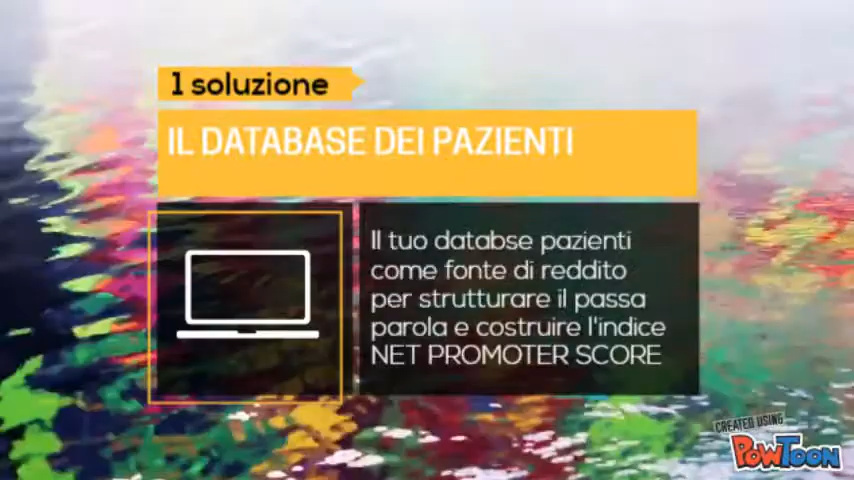 1 soluzione
IL DATABASE DEI PAZIENTI
Il tuo databse pazienti
come fonte di reddito
per strutturare il passa
parola e costruire l'indice
NET PROMOTER SCORE
CREATED USING
POWTOON